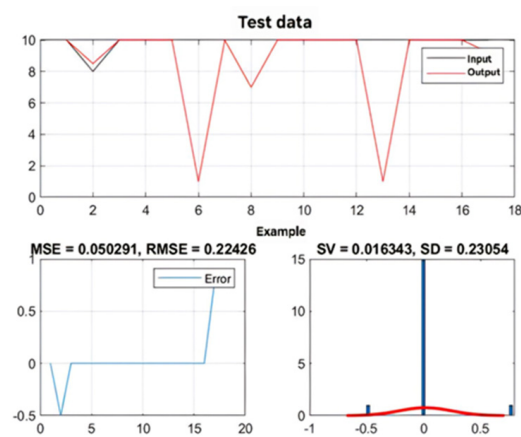 Test data
10
8
6
4
2
0
Input
Output
0 2 4 6 8 10 12 14 16 18
Example
MSE = 0.050291, RMSE = 0.22426
1
0.5
0
-0.5
Error
0 5 10 15 20
SV = 0.016343, SD = 0.23054
15
10
5
0
-1 -0.5 0 0.5